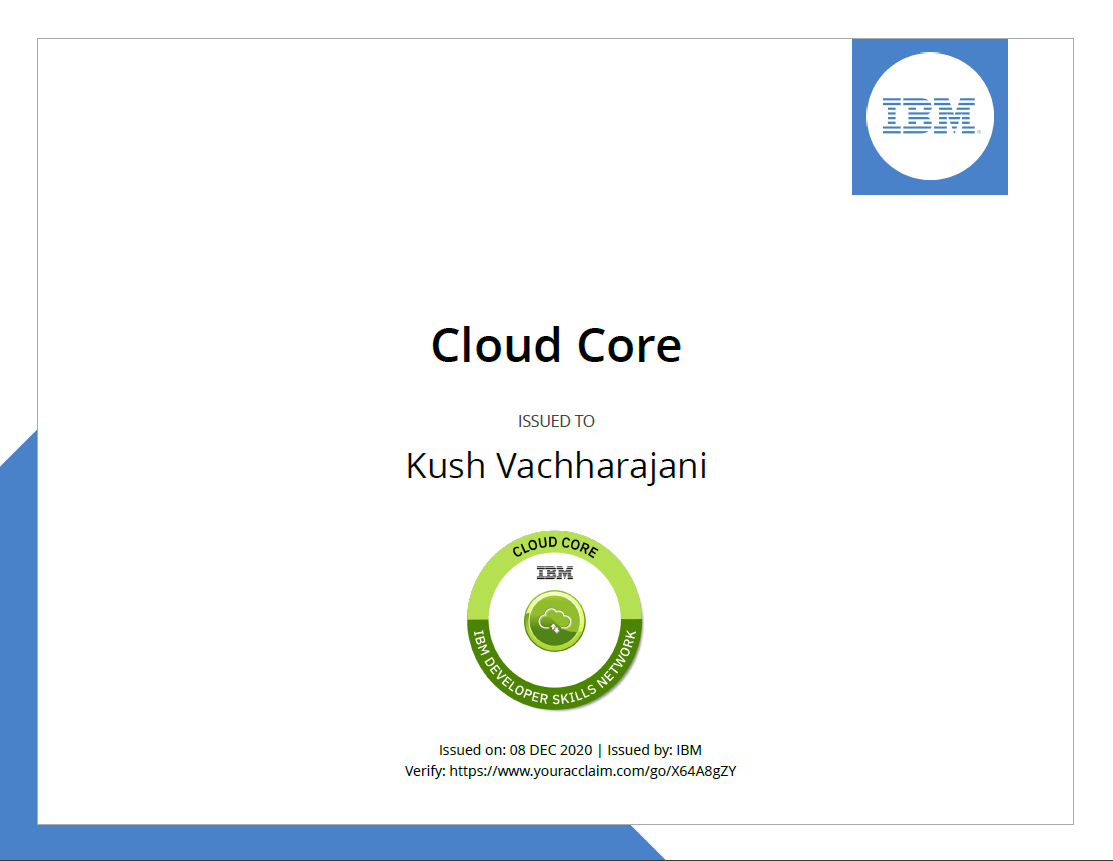 IBM
Cloud Core
ISSUED TO
Kush Vachharajani
CLOUD CORE
IBM
IBM DEVELOPER SKILLS NETWORK
Issued on: 08 DEC 2020 | Issued by: IBM
Verify: https://www.youracclaim.com/go/X64A8gZY